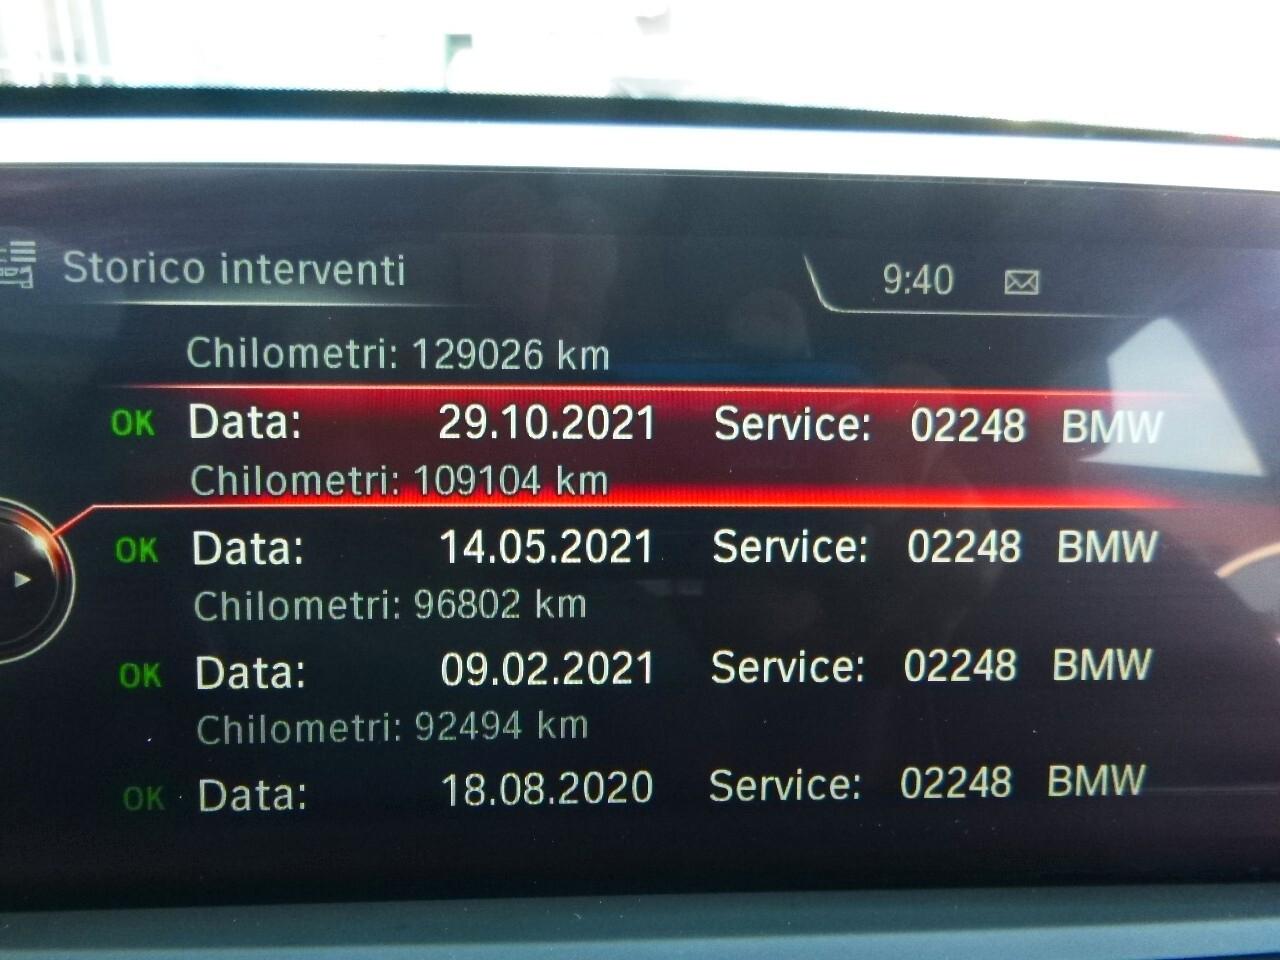 Storico interventi
9:40
Chilometri: 129026 km
OK Data: 29.10.2021 Service: 02248 BMW
Chilometri: 109104 km
OK Data: 14.05.2021 Service: 02248 BMW
Chilometri: 96802 km
OK Data: 09.02.2021 Service: 02248 BMW
Chilometri: 92494 km
OK Data: 18.08.2020 Service: 02248 BMW